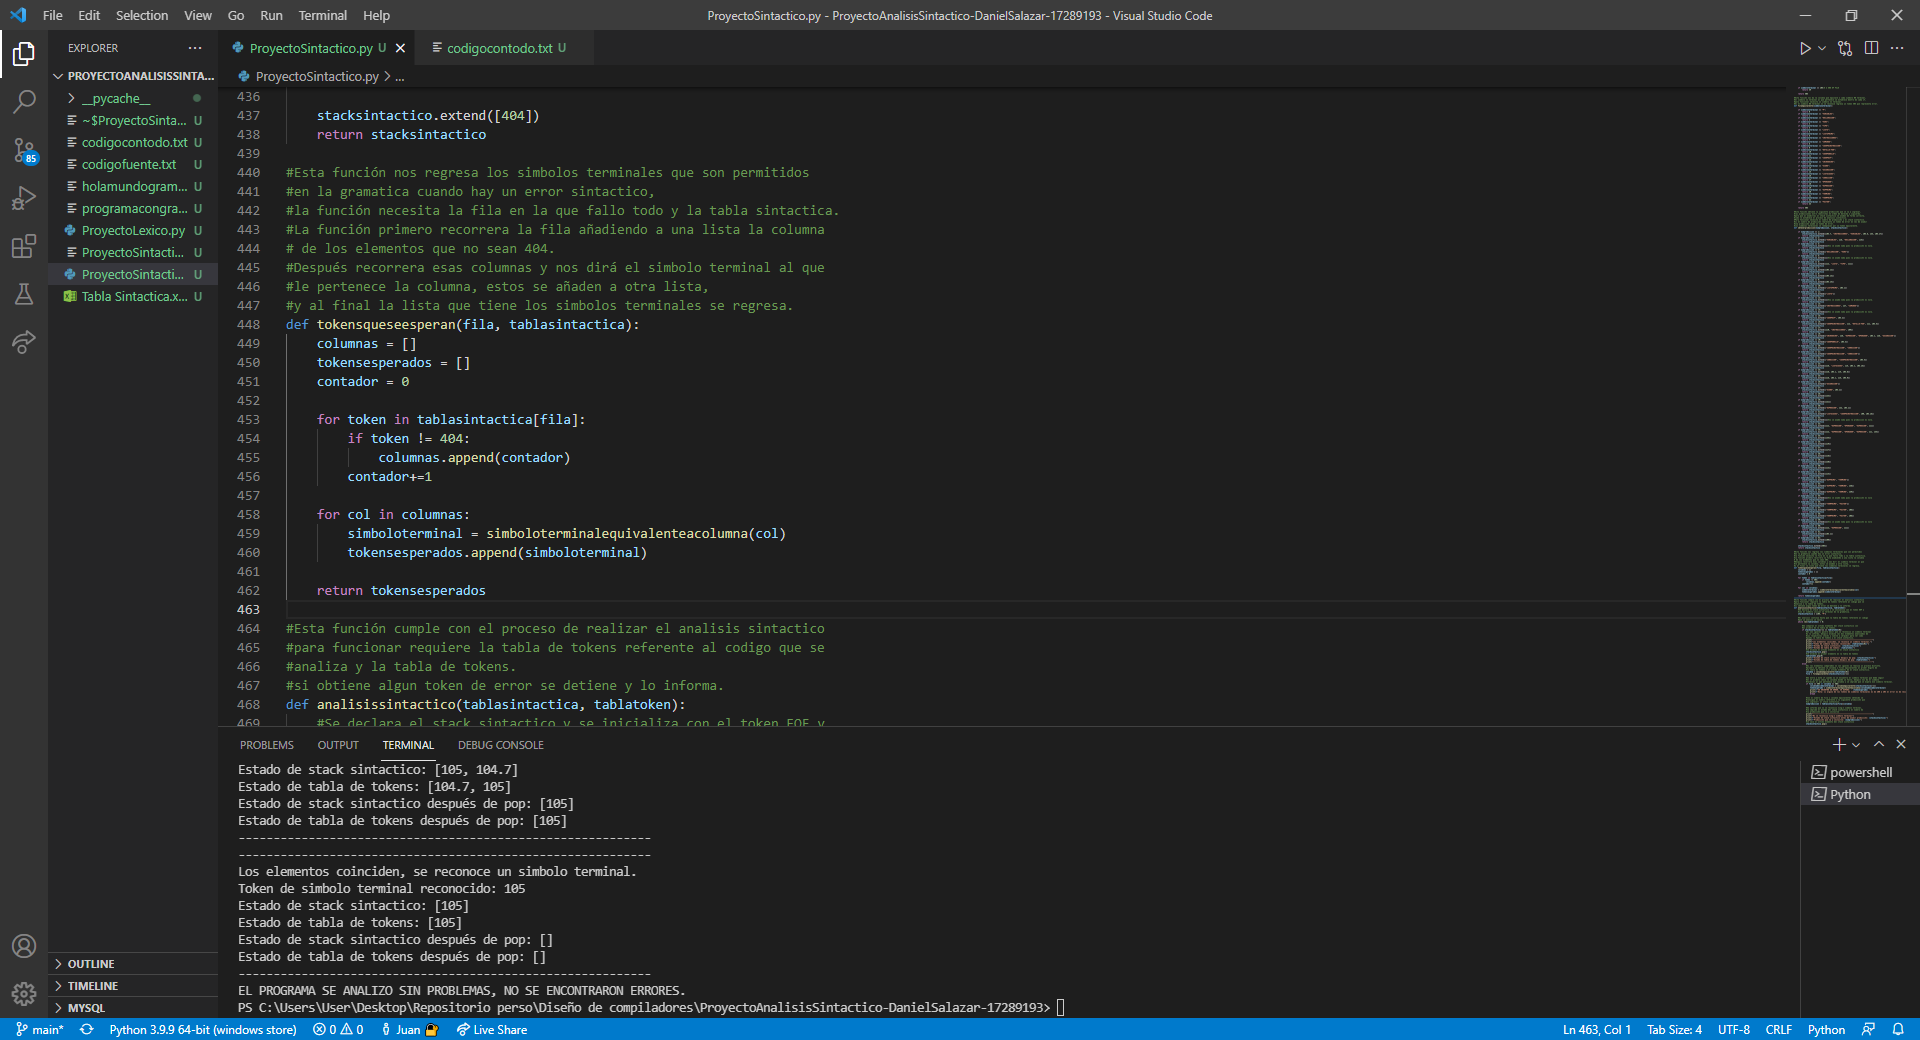 File Edit Selection View Go Run Terminal Help
ProyectoSintactico.py - ProyectoAnalisisSintactico-DanielSalazar-17289193 - Visual Studio Code
EXPLORER
PROYECTOANALISISSINTA...
__pycache__
~$ProyectoSinta... U
codigocontodo.txt U
codigofuente.txt U
holamundogram... U
programacongra... U
ProyectoLexico.py U
ProyectoSintacti... U
ProyectoSintacti... U
Tabla Sintactica.x... U
OUTLINE
TIMELINE
MYSQL
85
ProyectoSintactico.py U
codigocontodo.txt U
ProyectoSintactico.py > ...
436
437 stacksintactico.extend([404])
438 return stacksintactico
439
440 #Esta función nos regresa los simbolos terminales que son permitidos
441 #en la gramatica cuando hay un error sintactico,
442 #la función necesita la fila en la que fallo todo y la tabla sintactica.
443 #La función primero recorrera la fila añadiendo a una lista la columna
444 # de los elementos que no sean 404.
445 #Después recorrera esas columnas y nos dirá el simbolo terminal al que
446 #le pertenece la columna, estos se añaden a otra lista,
447 #y al final la lista que tiene los simbolos terminales se regresa.
448 def tokensqueseesperan(fila, tablasintactica):
449 columnas = []
450 tokensesperados = []
451 contador = 0
452
453 for token in tablasintactica[fila]:
454 if token != 404:
455 columnas.append(contador)
456 contador+=1
457
458 for col in columnas:
459 simboloterminal = simboloterminalequivalenteacolumna(col)
460 tokensesperados.append(simboloterminal)
461
462 return tokensesperados
463
464 #Esta función cumple con el proceso de realizar el analisis sintactico
465 #para funcionar requiere la tabla de tokens referente al codigo que se
466 #analiza y la tabla de tokens.
467 #si obtiene algun token de error se detiene y lo informa.
468 def analisissintactico(tablasintactica, tablatoken):
469 #Se declara el stack sintactico y se inicializa con el token EOF y
PROBLEMS OUTPUT TERMINAL DEBUG CONSOLE
Estado de stack sintactico: [105, 104.7]
Estado de tabla de tokens: [104.7, 105]
Estado de stack sintactico después de pop: [105]
Estado de tabla de tokens después de pop: [105]
-----------------------------------------------------------
-----------------------------------------------------------
Los elementos coinciden, se reconoce un simbolo terminal.
Token de simbolo terminal reconocido: 105
Estado de stack sintactico: [105]
Estado de tabla de tokens: [105]
Estado de stack sintactico después de pop: []
Estado de tabla de tokens después de pop: []
-----------------------------------------------------------
EL PROGRAMA SE ANALIZO SIN PROBLEMAS, NO SE ENCONTRARON ERRORES.
PS C:\Users\User\Desktop\Repositorio perso\Diseño de compiladores\ProyectoAnalisisSintactico-DanielSalazar-17289193>
powershell
Python
main* Python 3.9.9 64-bit (windows store) 0 0 Juan Live Share
Ln 463, Col 1 Tab Size: 4 UTF-8 CRLF Python